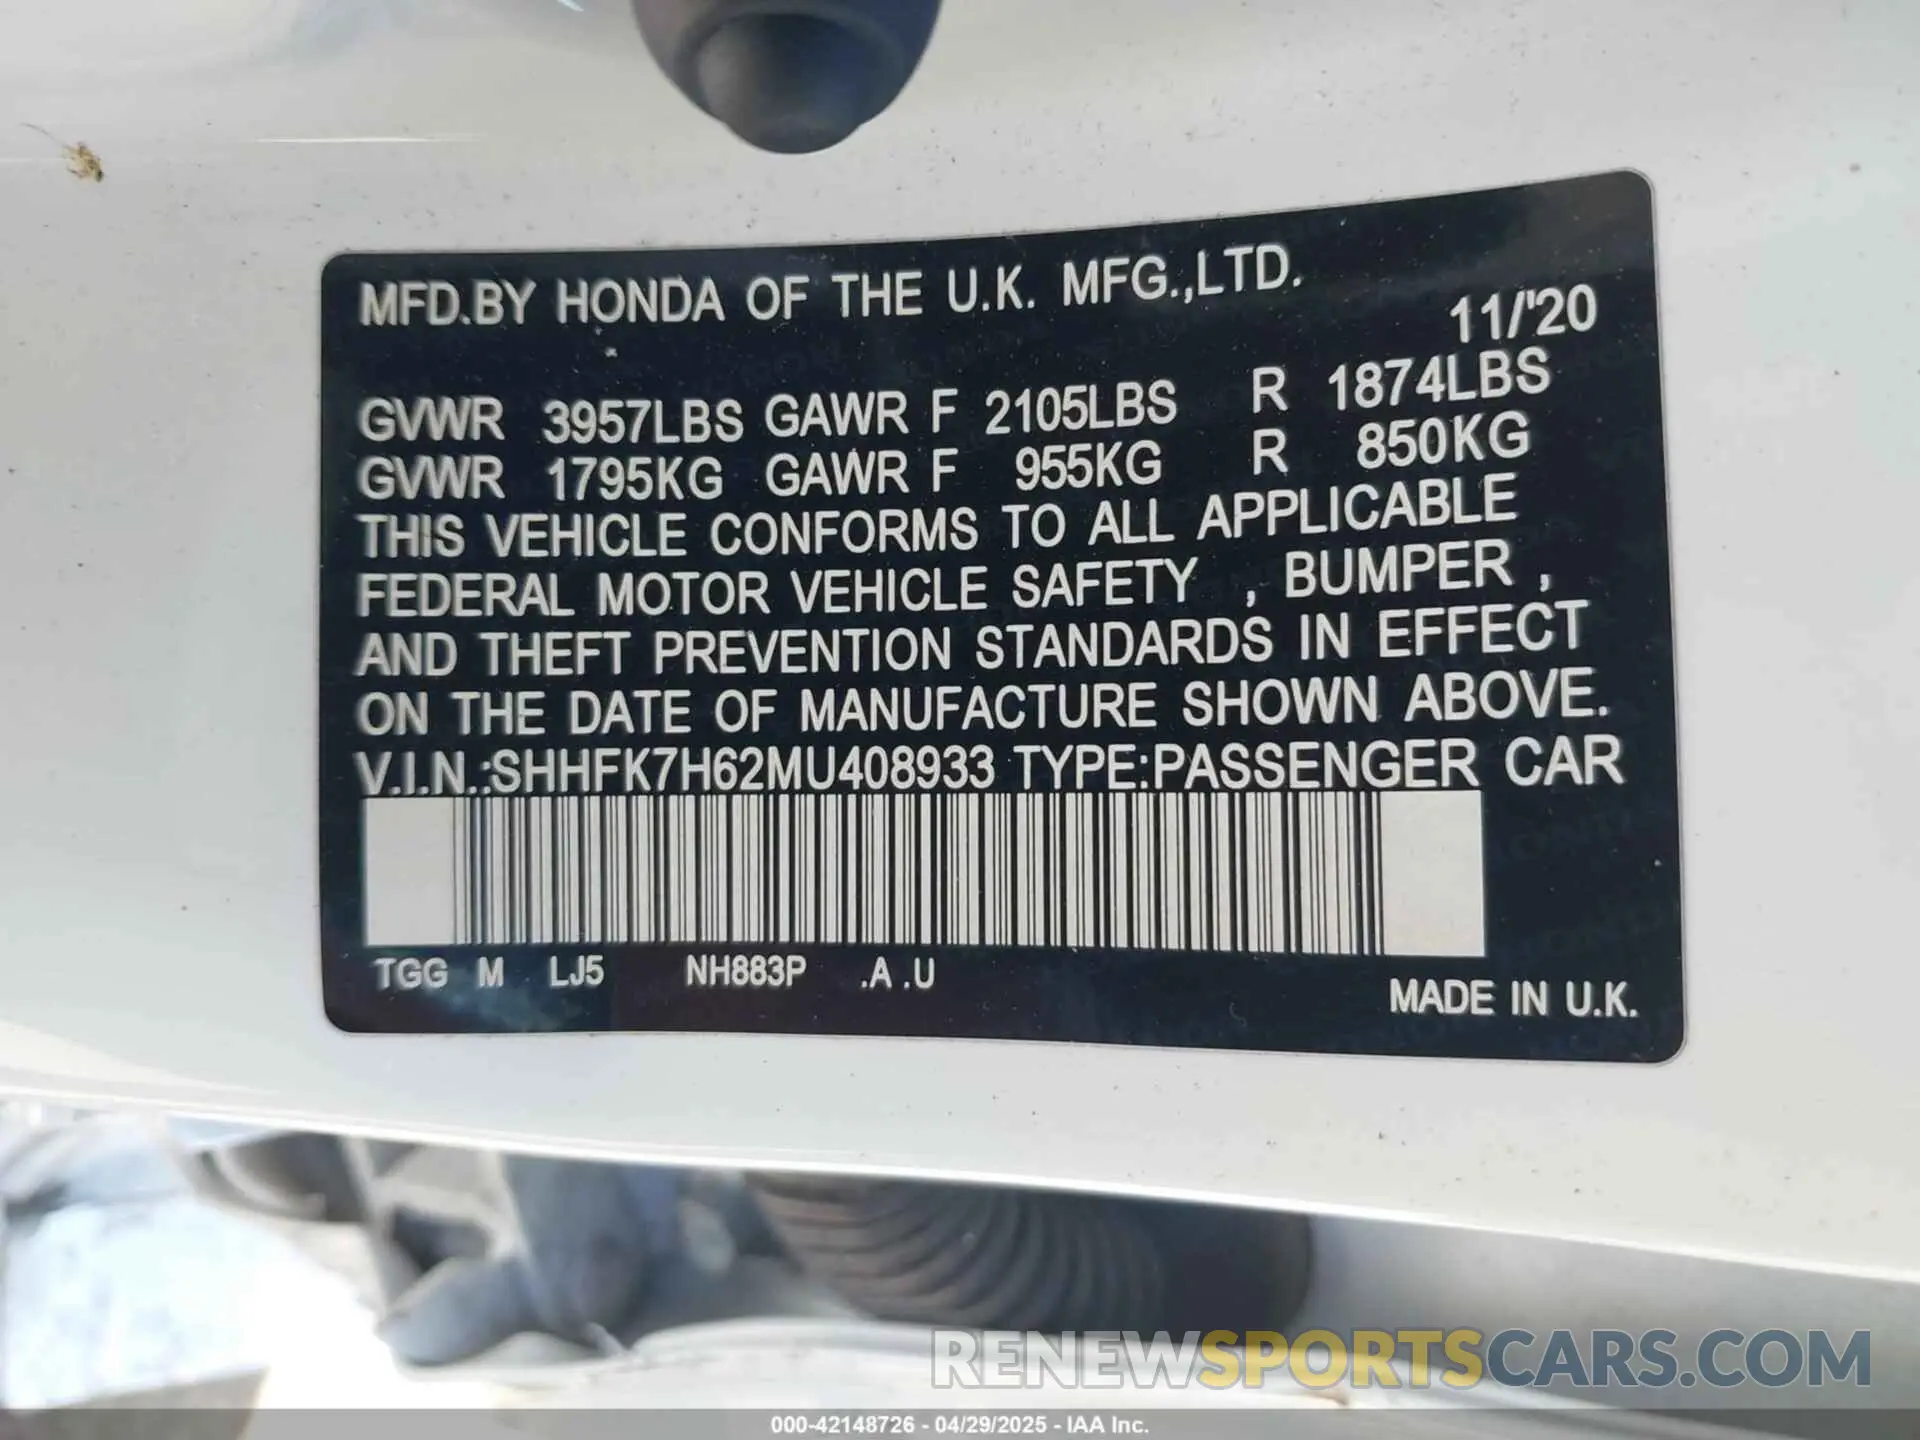 MFD.BY HONDA OF THE U.K. MFG.,LTD.
11/'20
GVWR 3957LBS GAWR F 2105LBS R 1874LBS
GVWR 1795KG GAWR F 955KG R 850KG
THIS VEHICLE CONFORMS TO ALL APPLICABLE
FEDERAL MOTOR VEHICLE SAFETY , BUMPER ,
AND THEFT PREVENTION STANDARDS IN EFFECT
ON THE DATE OF MANUFACTURE SHOWN ABOVE.
V.I.N.:SHHFK7H62MU408933 TYPE:PASSENGER CAR
TGG M LJ5 NH883P .A .U
MADE IN U.K.
RENEWSPORTSCARS.COM
000-42148726 - 04/29/2025 - IAA Inc.